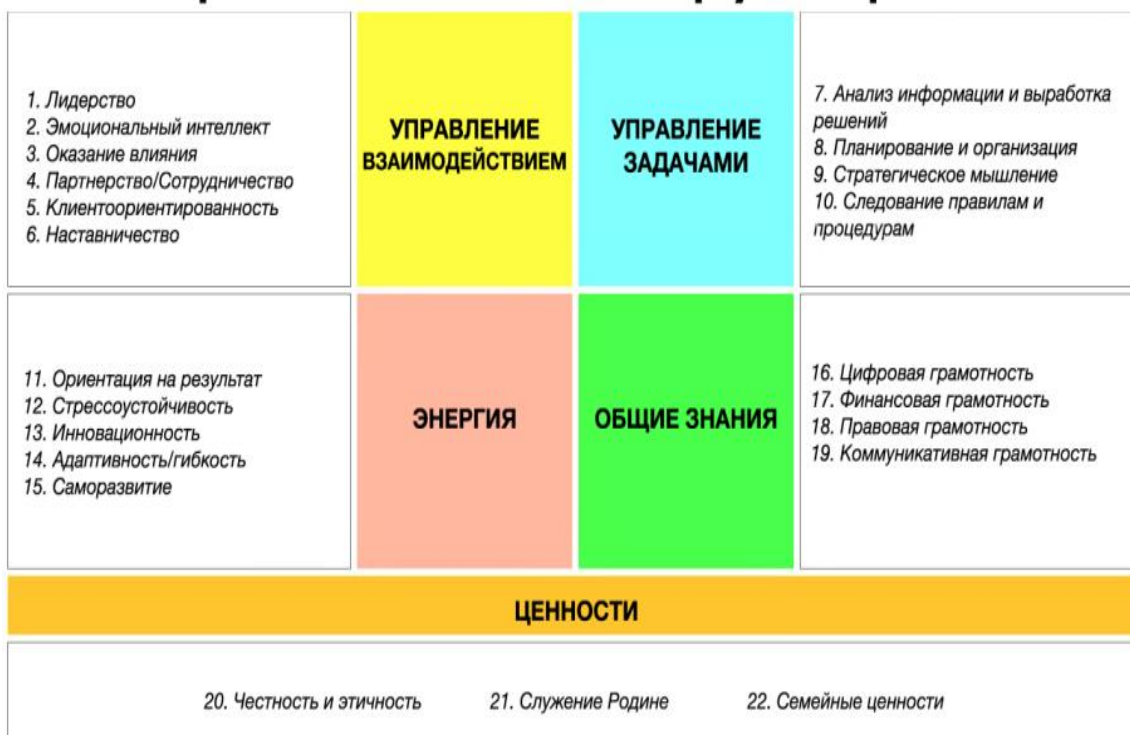 1. Лидерство
2. Эмоциональный интеллект
3. Оказание влияния
4. Партнерство/Сотрудничество
5. Клиентоориентированность
6. Наставничество
УПРАВЛЕНИЕ
ВЗАИМОДЕЙСТВИЕМ
УПРАВЛЕНИЕ
ЗАДАЧАМИ
7. Анализ информации и выработка
решений
8. Планирование и организация
9. Стратегическое мышление
10. Следование правилам и
процедурам
11. Ориентация на результат
12. Стрессоустойчивость
13. Инновационность
14. Адаптивность/гибкость
15. Саморазвитие
ЭНЕРГИЯ
ОБЩИЕ ЗНАНИЯ
16. Цифровая грамотность
17. Финансовая грамотность
18. Правовая грамотность
19. Коммуникативная грамотность
ЦЕННОСТИ
20. Честность и этичность 21. Служение Родине 22. Семейные ценности